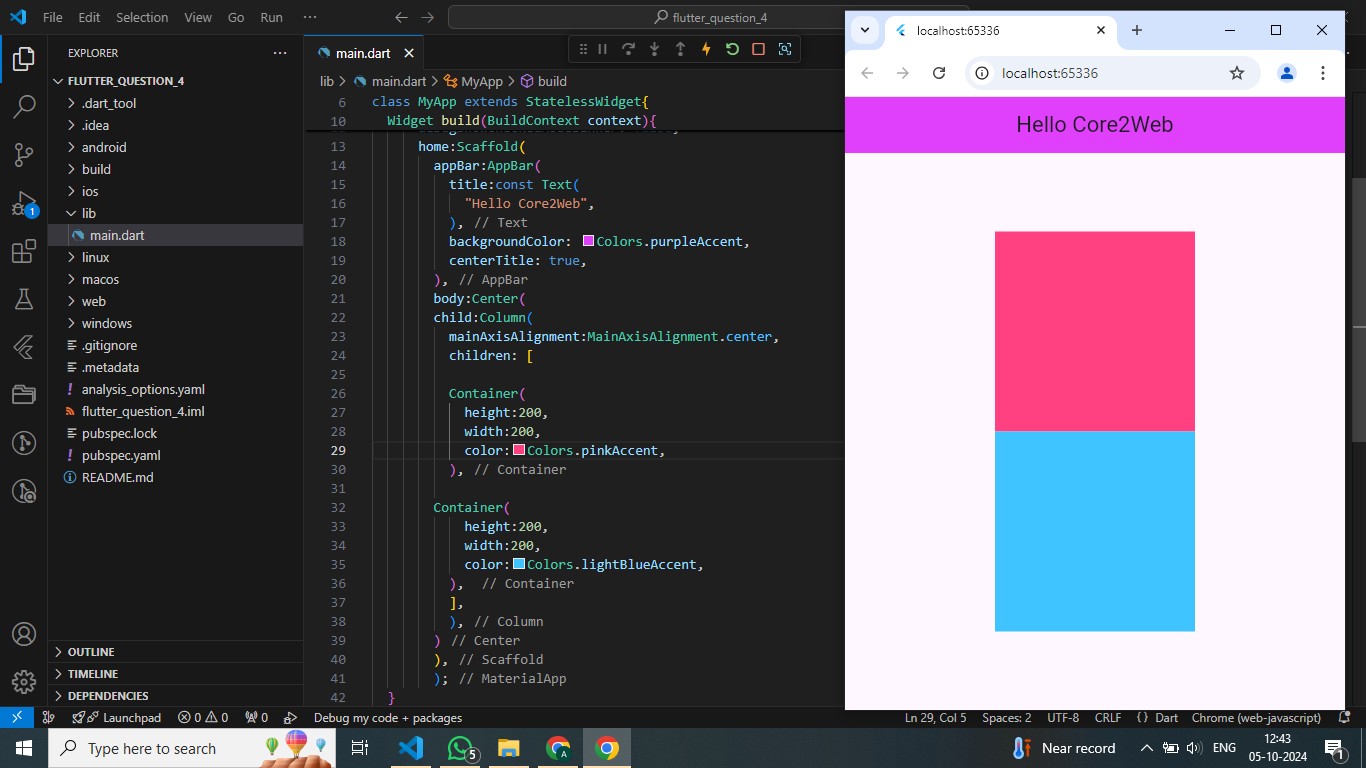 File Edit Selection View Go Run ··· flutter_question_4
EXPLORER ···
FLUTTER_QUESTION_4
.dart_tool
.idea
android
build
ios
lib
main.dart
linux
macos
web
windows
.gitignore
.metadata
! analysis_options.yaml
flutter_question_4.iml
pubspec.lock
! pubspec.yaml
README.md
OUTLINE
TIMELINE
DEPENDENCIES
1
main.dart
lib > main.dart > MyApp > build
6 class MyApp extends StatelessWidget{
10 Widget build(BuildContext context){
13 home:Scaffold(
14 appBar:AppBar(
15 title:const Text(
16 "Hello Core2Web",
17 ), // Text
18 backgroundColor: Colors.purpleAccent,
19 centerTitle: true,
20 ), // AppBar
21 body:Center(
22 child:Column(
23 mainAxisAlignment:MainAxisAlignment.center,
24 children: [
25
26 Container(
27 height:200,
28 width:200,
29 color:Colors.pinkAccent,
30 ), // Container
31
32 Container(
33 height:200,
34 width:200,
35 color:Colors.lightBlueAccent,
36 ), // Container
37 ],
38 ), // Column
39 ) // Center
40 ), // Scaffold
41 ); // MaterialApp
42 }
localhost:65336
localhost:65336
Hello Core2Web
Launchpad 0 0 0 Debug my code + packages Ln 29, Col 5 Spaces: 2 UTF-8 CRLF {} Dart Chrome (web-javascript)
Type here to search 5 A Near record ENG 12:43
05-10-2024 1